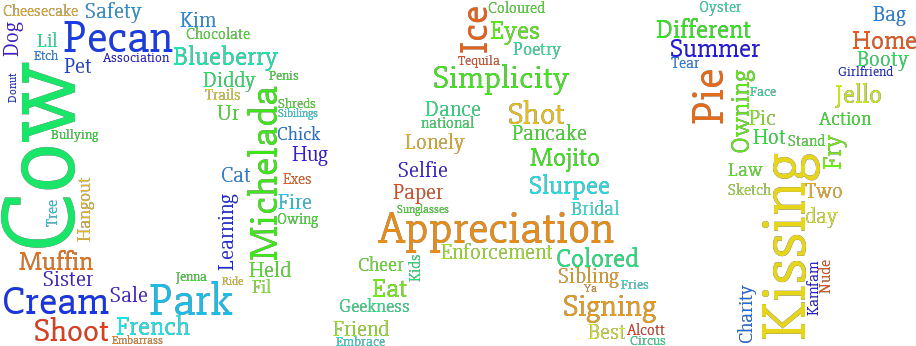 Cheesecake
Safety
Dog
Lil
Pecan
Kim
Chocolate
Etch
Association
Pet
Blueberry
Donut
Cow
Diddy
Penis
Trails
Shreds
Ur
Sibilings
Bullying
Michelada
Chick
Hug
Cat
Exes
Tree
Hangout
Learning
Fire
Owing
Muffin
Sister
Jenna
Held
Ride
Fil
Cream
Sale
Park
Shoot
French
Embarrass
Ice
Coloured
Eyes
Poetry
Tequila
Simplicity
Dance
national
Shot
Lonely
Pancake
Selfie
Mojito
Paper
Slurpee
Sunglasses
Bridal
Appreciation
Enforcement
Colored
Cheer
Kids
Sibling
Eat
Ya
Fries
Geekness
Signing
Friend
Best
Alcott
Embrace
Circus
Oyster
Different
Bag
Summer
Home
Tear
Booty
Girlfriend
Pie
Owning
Face
Jello
Pic
Action
Hot
Stand
Fry
Law
Sketch
Kissing
Two
day
Charity
Kamfam
Nude